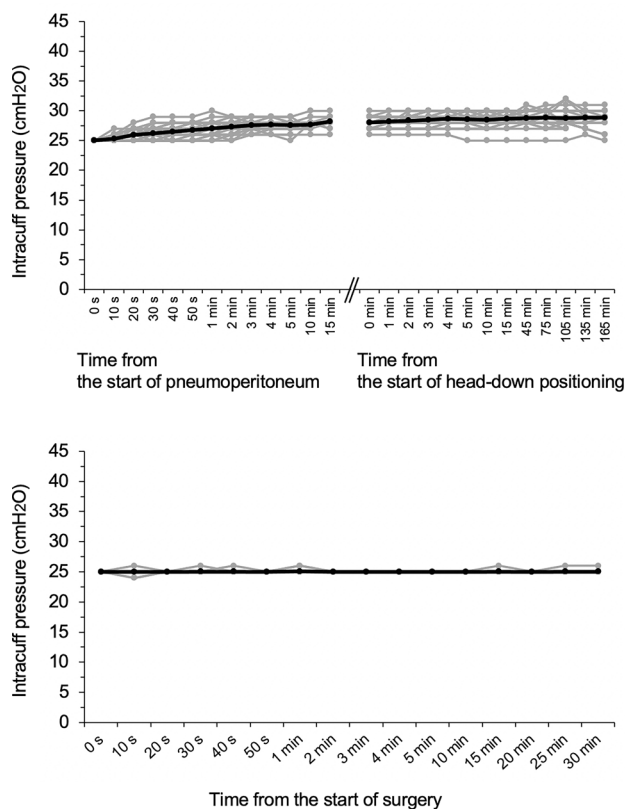 45
40
35
30
25
20
15
10
5
0
Intracuff pressure (cmH2O)
0 s
10 s
20 s
30 s
40 s
50 s
1 min
2 min
3 min
4 min
5 min
10 min
15 min
//
0 min
1 min
2 min
3 min
4 min
5 min
10 min
15 min
45 min
75 min
105 min
135 min
165 min
Time from
the start of pneumoperitoneum
Time from
the start of head-down positioning
45
40
35
30
25
20
15
10
5
0
Intracuff pressure (cmH2O)
0 s
10 s
20 s
30 s
40 s
50 s
1 min
2 min
3 min
4 min
5 min
10 min
15 min
20 min
25 min
30 min
Time from the start of surgery